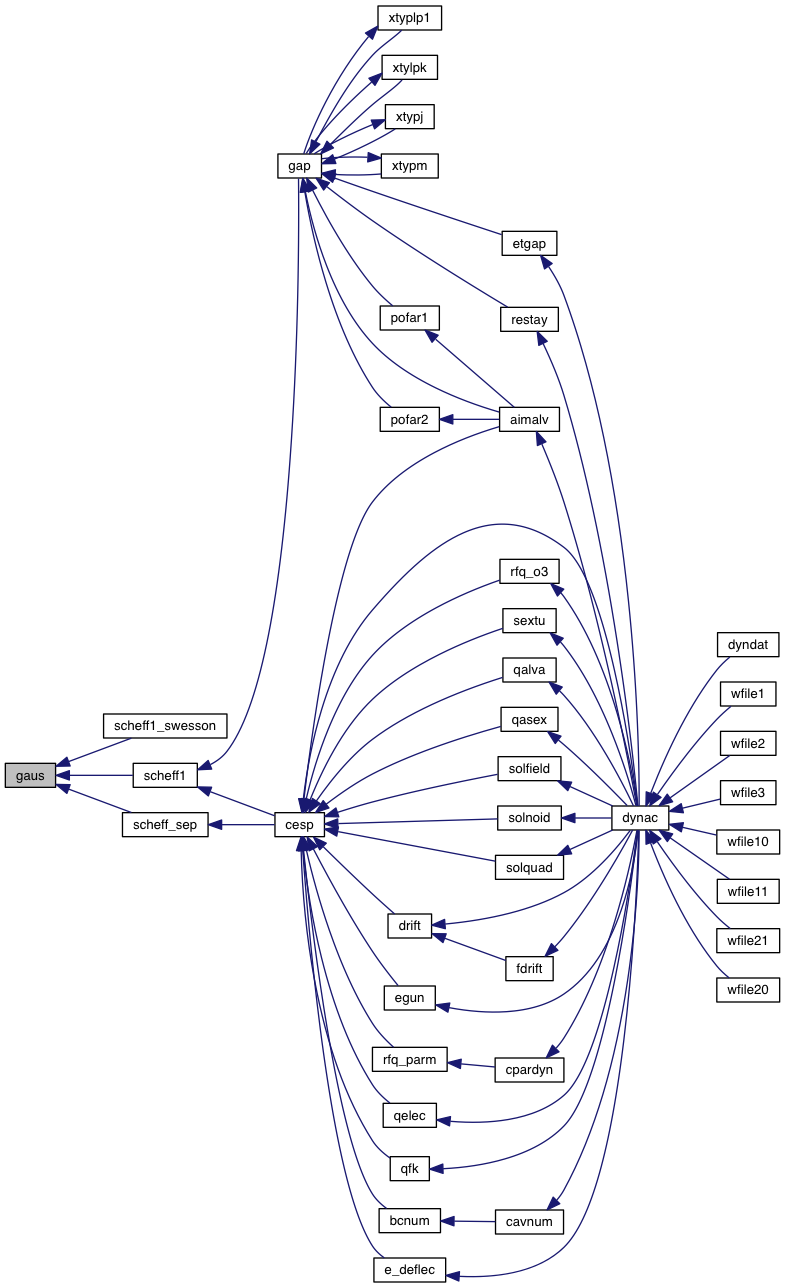 xtyplp1
xtylpk
xtypj
gap
xtypm
etgap
pofar1
restay
pofar2
aimalv
rfq_o3
sextu
dyndat
qalva
wfile1
scheff1_swesson
qasex
wfile2
gaus
scheff1
solfield
wfile3
scheff_sep
cesp
solnoid
dynac
wfile10
solquad
wfile11
drift
wfile21
fdrift
egun
wfile20
rfq_parm
cpardyn
qelec
qfk
bcnum
cavnum
e_deflec